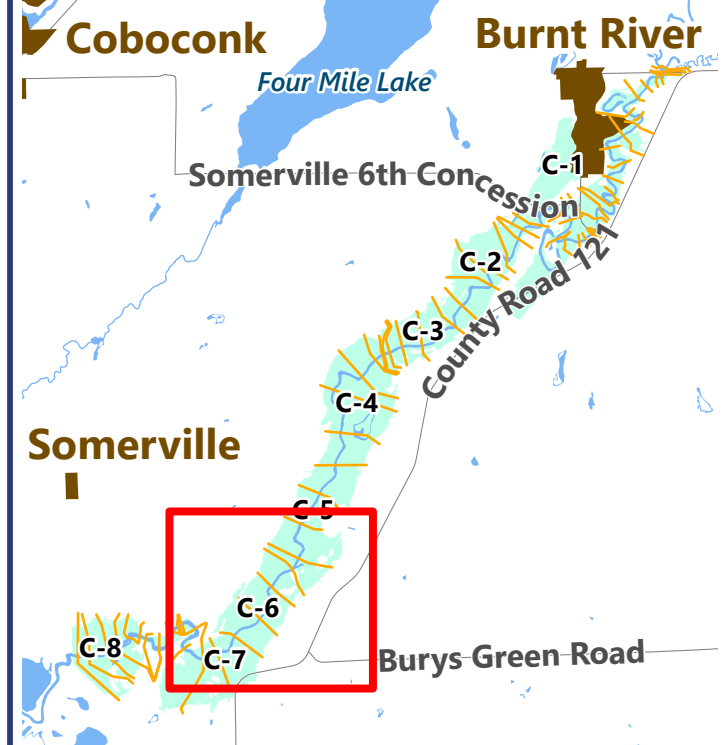 Coboconk
Burnt River
Four Mile Lake
C-1
Somerville 6th Concession
C-2
County Road 121
C-3
C-4
Somerville
C-5
C-6
C-8
C-7
Burys Green Road